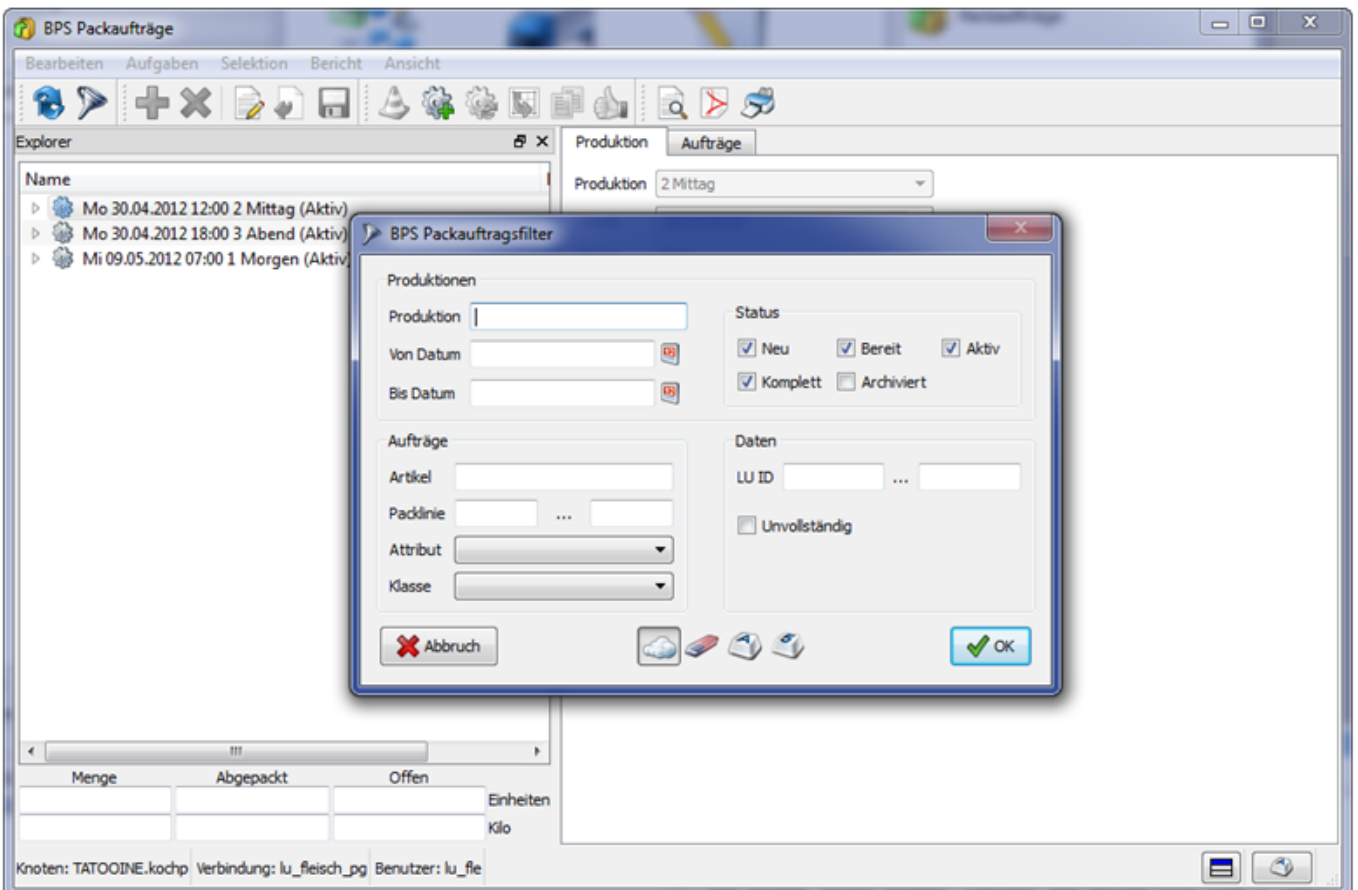 BPS Packaufträge
Bearbeiten Aufgaben Selektion Bericht Ansicht
Explorer
Produktion Aufträge
Name
Produktion 2 Mittag
Mo 30.04.2012 12:00 2 Mittag (Aktiv)
Mo 30.04.2012 18:00 3 Abend (Aktiv)
Mi 09.05.2012 07:00 1 Morgen (Aktiv)
BPS Packauftragsfilter
Produktionen
Produktion
Von Datum
Bis Datum
Status
Neu Bereit Aktiv
Komplett Archiviert
Aufträge
Artikel
Packlinie ...
Attribut
Klasse
Daten
LU ID ...
Unvollständig
Abbruch
OK
Menge Abgepackt Offen
Einheiten
Kilo
Knoten: TATOOINE.kochp Verbindung: lu_fleisch_pg Benutzer: lu_fle